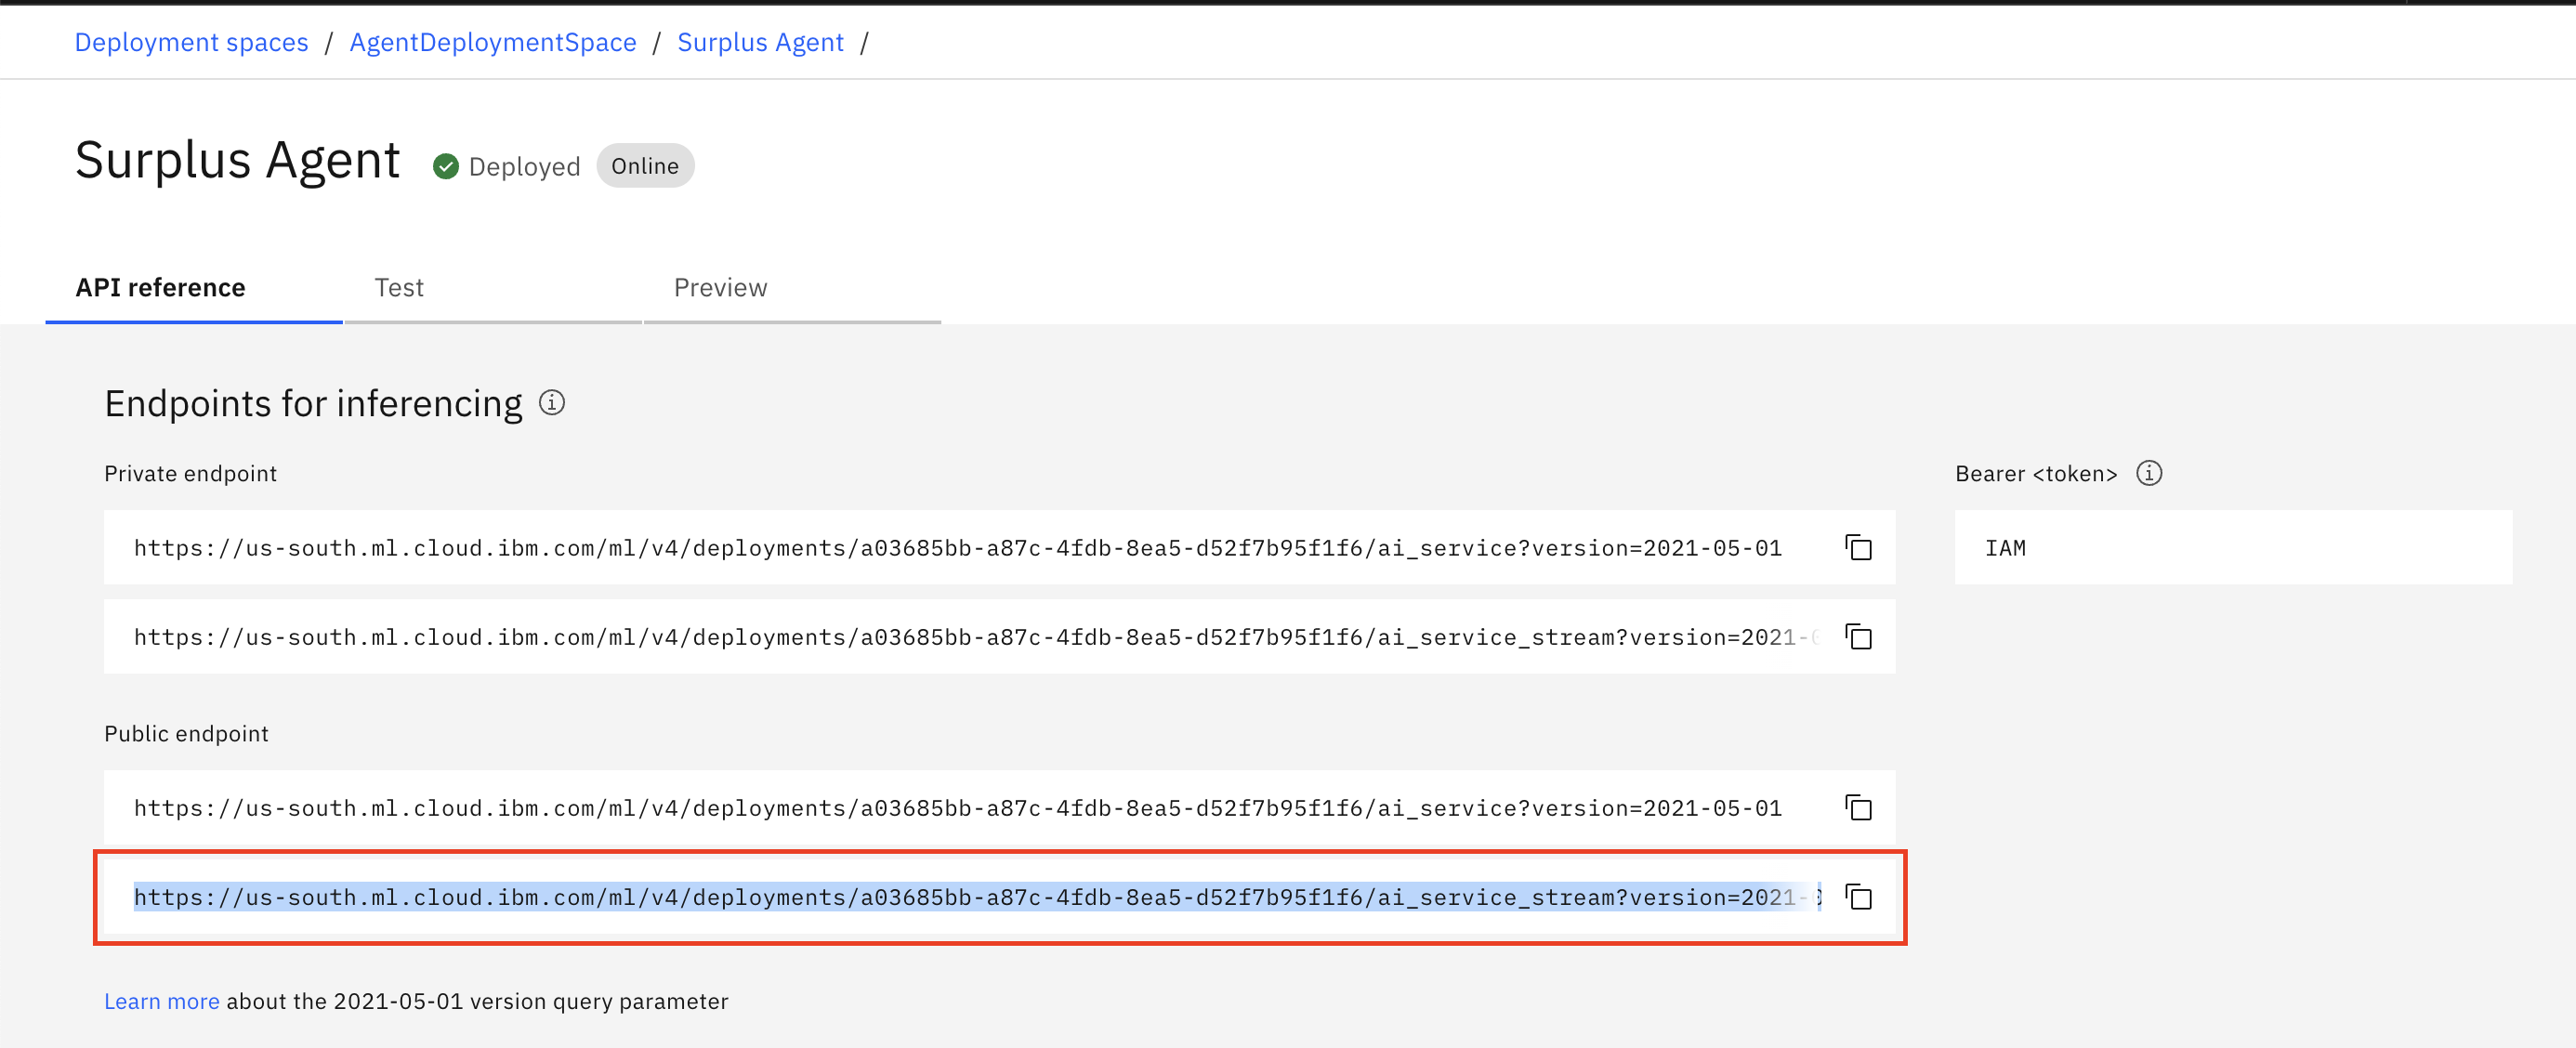 Deployment spaces / AgentDeploymentSpace / Surplus Agent /
Surplus Agent Deployed Online
API reference Test Preview
Endpoints for inferencing
Private endpoint
https://us-south.ml.cloud.ibm.com/ml/v4/deployments/a03685bb-a87c-4fdb-8ea5-d52f7b95f1f6/ai_service?version=2021-05-01
https://us-south.ml.cloud.ibm.com/ml/v4/deployments/a03685bb-a87c-4fdb-8ea5-d52f7b95f1f6/ai_service_stream?version=2021-0
Bearer <token>
IAM
Public endpoint
https://us-south.ml.cloud.ibm.com/ml/v4/deployments/a03685bb-a87c-4fdb-8ea5-d52f7b95f1f6/ai_service?version=2021-05-01
https://us-south.ml.cloud.ibm.com/ml/v4/deployments/a03685bb-a87c-4fdb-8ea5-d52f7b95f1f6/ai_service_stream?version=2021-0
Learn more about the 2021-05-01 version query parameter